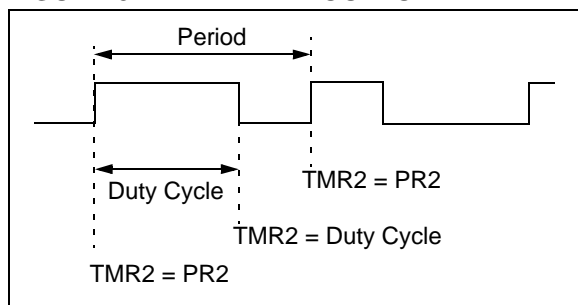 Period
Duty Cycle
TMR2 = PR2
TMR2 = Duty Cycle
TMR2 = PR2